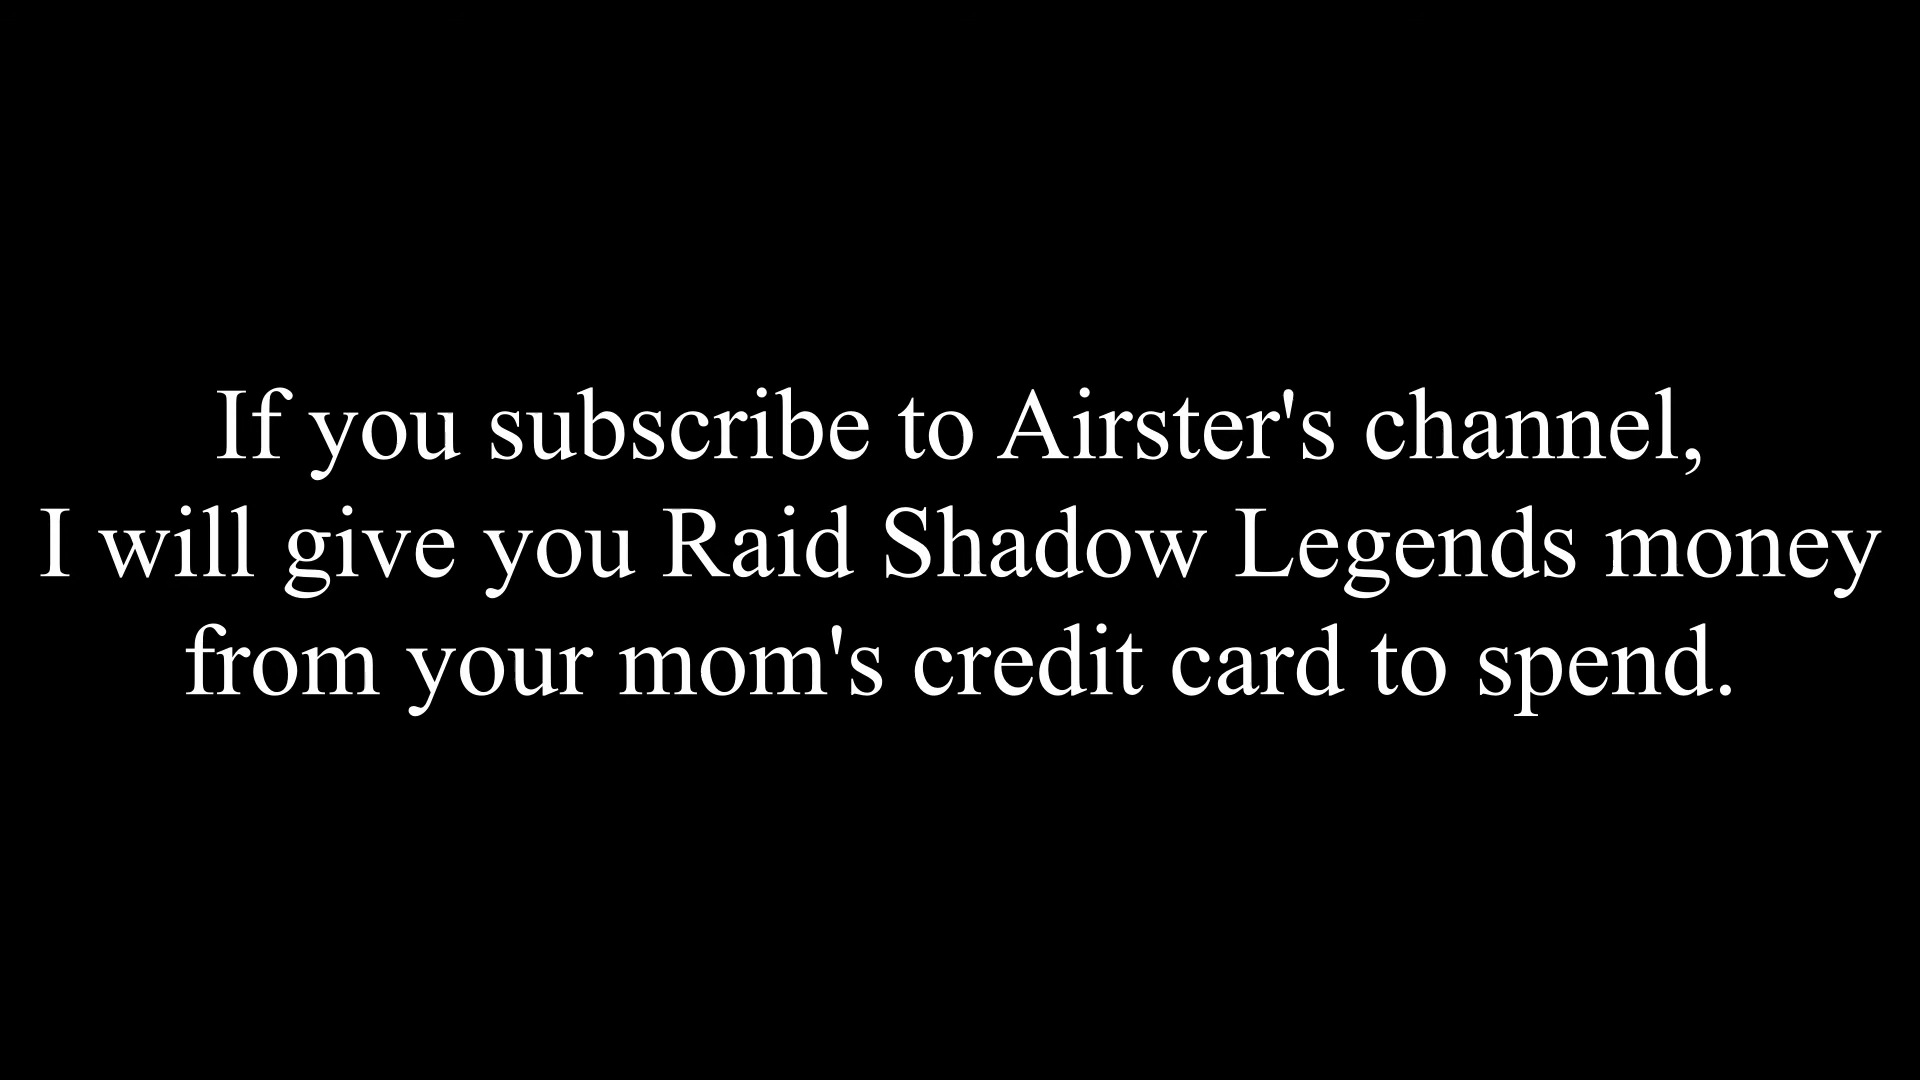 If you subscribe to Airster's channel,
I will give you Raid Shadow Legends money
from your mom's credit card to spend.